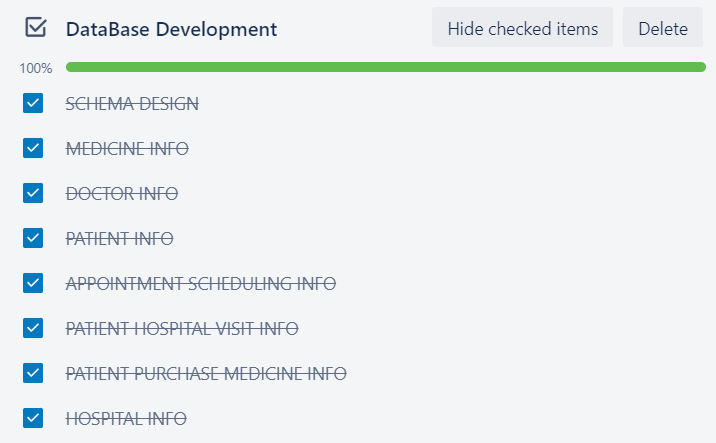 DataBase Development
Hide checked items
Delete
100%
SCHEMA DESIGN
MEDICINE INFO
DOCTOR INFO
PATIENT INFO
APPOINTMENT SCHEDULING INFO
PATIENT HOSPITAL VISIT INFO
PATIENT PURCHASE MEDICINE INFO
HOSPITAL INFO